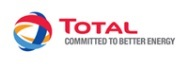 TOTAL
COMMITTED TO BETTER ENERGY